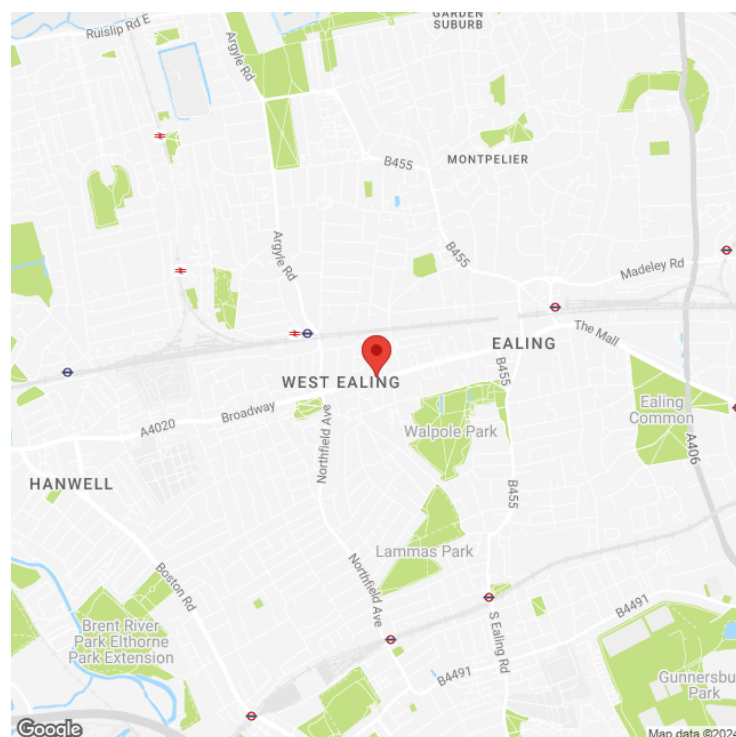 GARDEN
SUBURB
Ruislip Rd E
Argyle Rd
B455
MONTPELIER
Argyle Rd
B455
Madeley Rd
The Mall
EALING
B455
WEST EALING
Broadway
A4020
Northfield Ave
Walpole Park
Ealing
Common
A406
HANWELL
B455
Lammas Park
Boston Rd
Northfield Ave
S Ealing Rd
B4491
Brent River
Park Elthorne
Park Extension
B4491
Gunnersbu
Park
Google
Map data ©2024